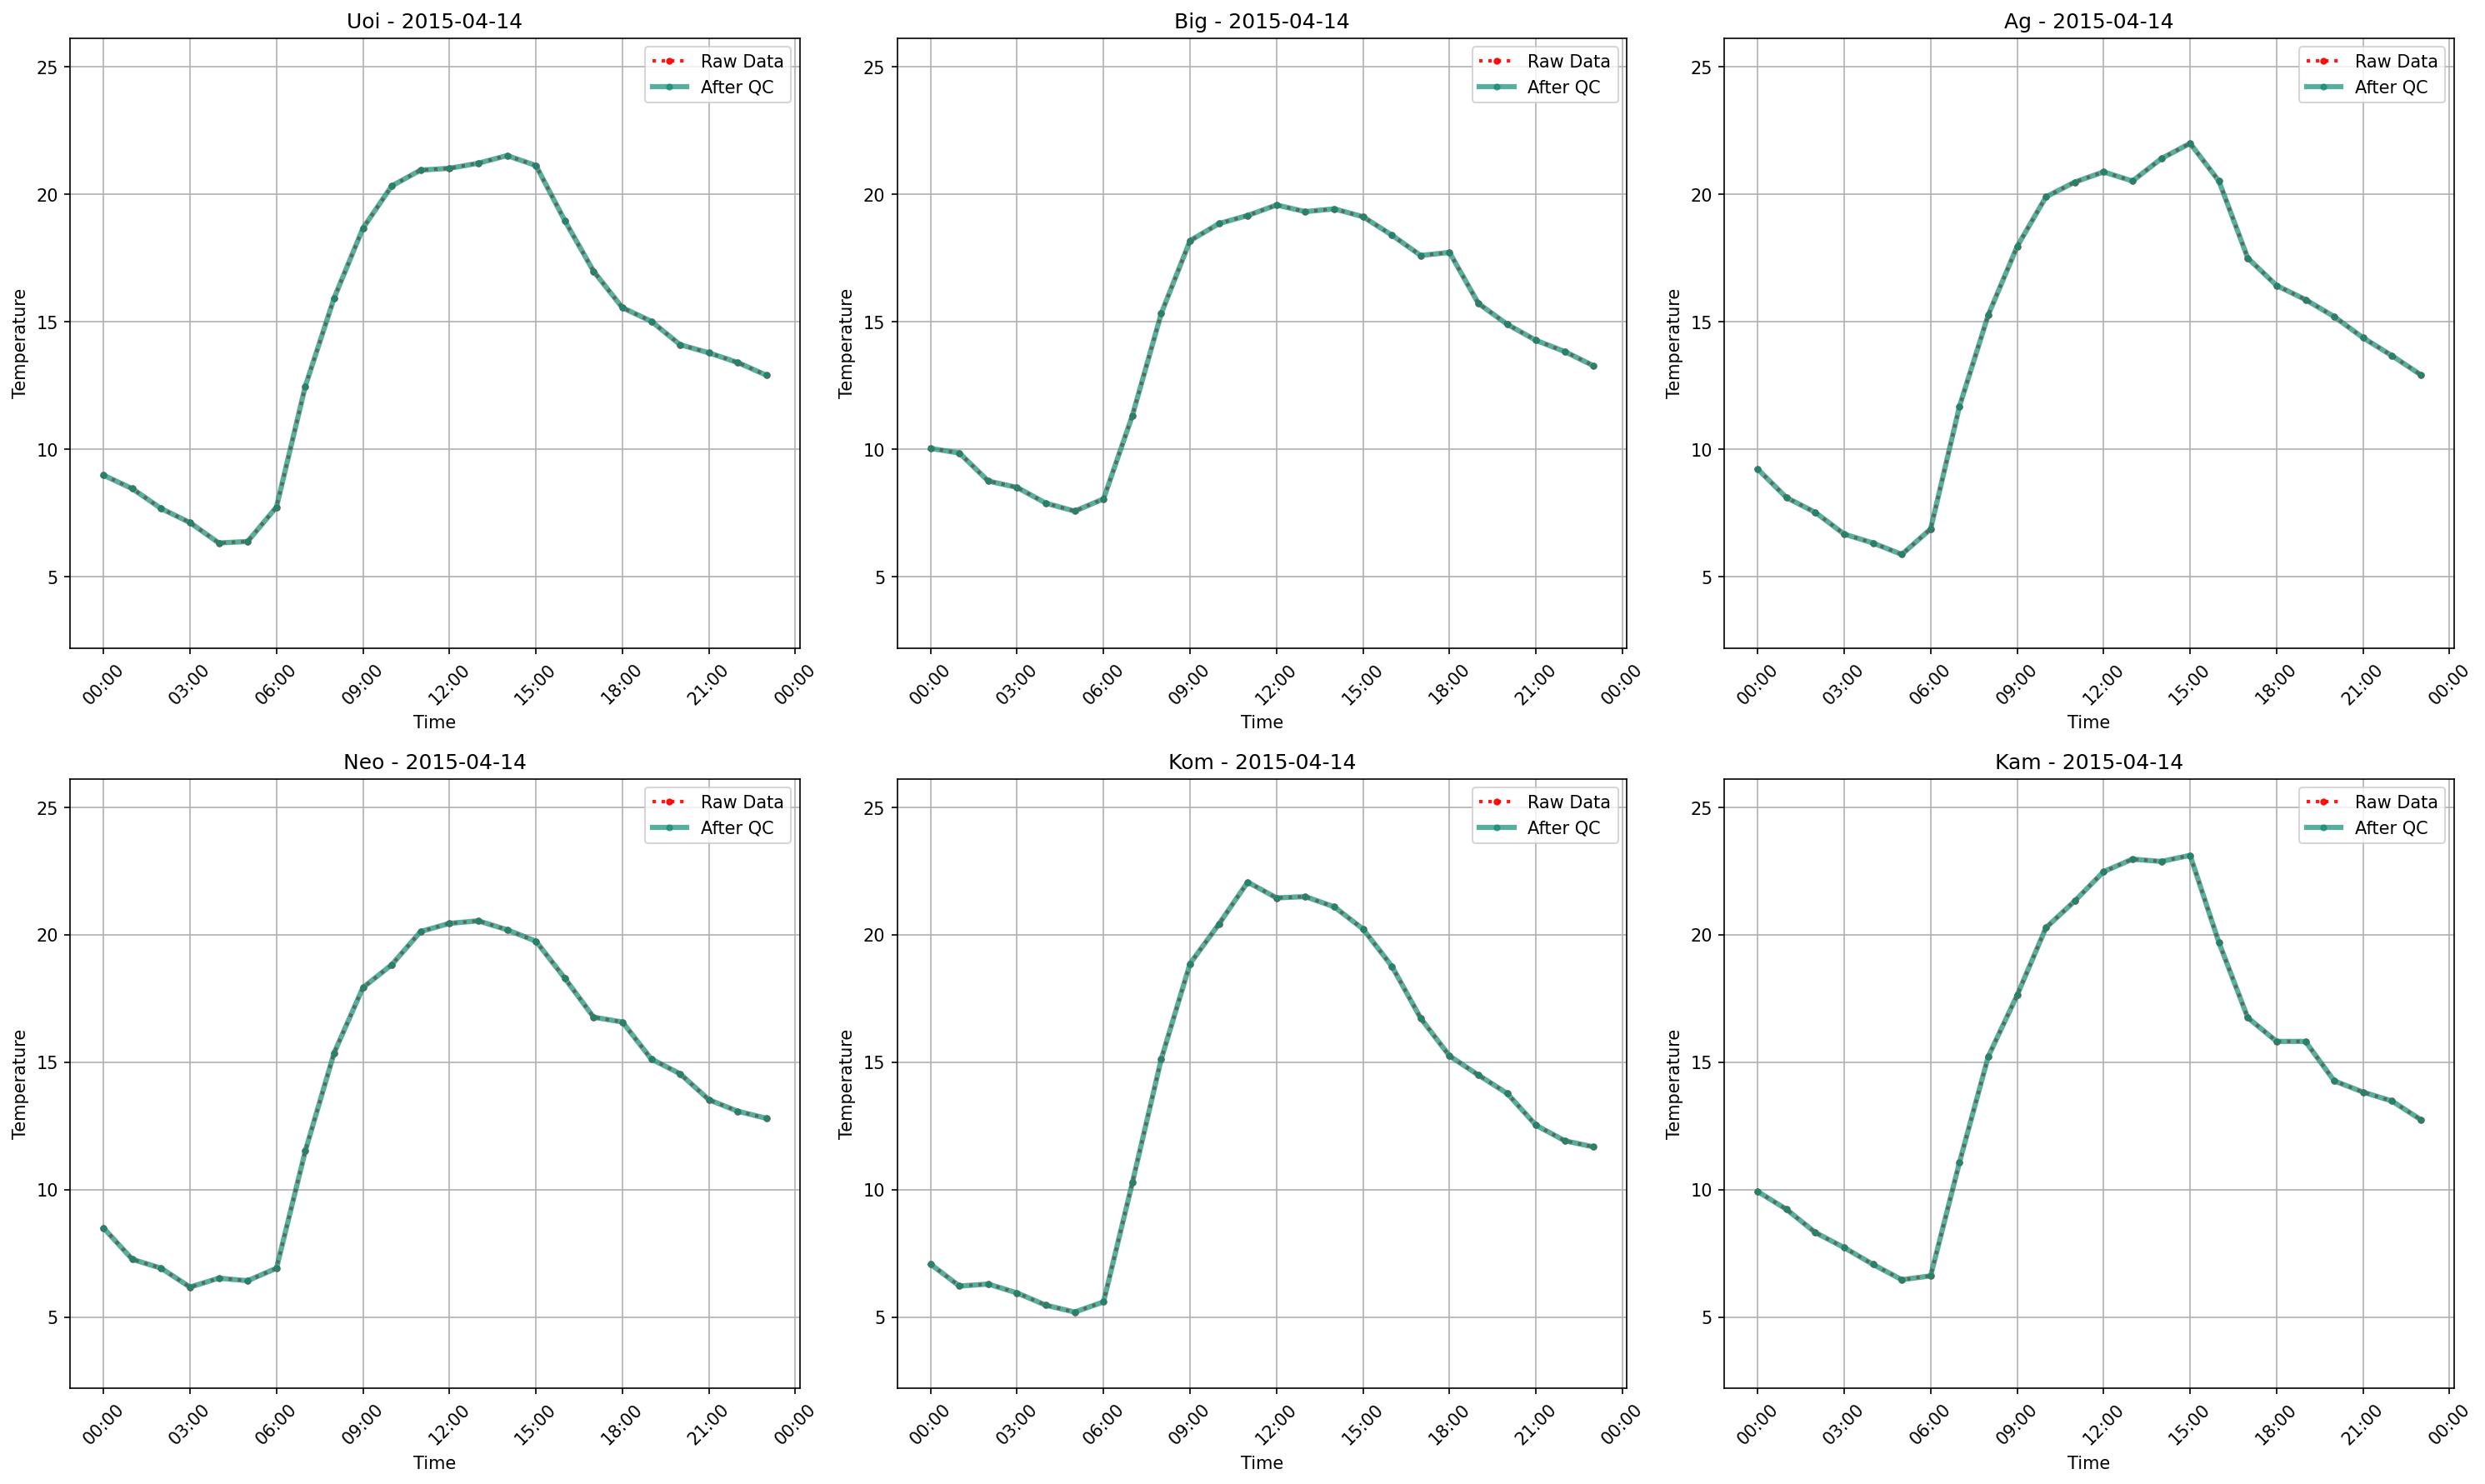 Uoi - 2015-04-14
Raw Data
After QC
25
20
15
10
5
Temperature
00:00
03:00
06:00
09:00
12:00
15:00
18:00
21:00
00:00
Time
Big - 2015-04-14
Raw Data
After QC
25
20
15
10
5
Temperature
00:00
03:00
06:00
09:00
12:00
15:00
18:00
21:00
00:00
Time
Ag - 2015-04-14
Raw Data
After QC
25
20
15
10
5
Temperature
00:00
03:00
06:00
09:00
12:00
15:00
18:00
21:00
00:00
Time
Neo - 2015-04-14
Raw Data
After QC
25
20
15
10
5
Temperature
00:00
03:00
06:00
09:00
12:00
15:00
18:00
21:00
00:00
Time
Kom - 2015-04-14
Raw Data
After QC
25
20
15
10
5
Temperature
00:00
03:00
06:00
09:00
12:00
15:00
18:00
21:00
00:00
Time
Kam - 2015-04-14
Raw Data
After QC
25
20
15
10
5
Temperature
00:00
03:00
06:00
09:00
12:00
15:00
18:00
21:00
00:00
Time